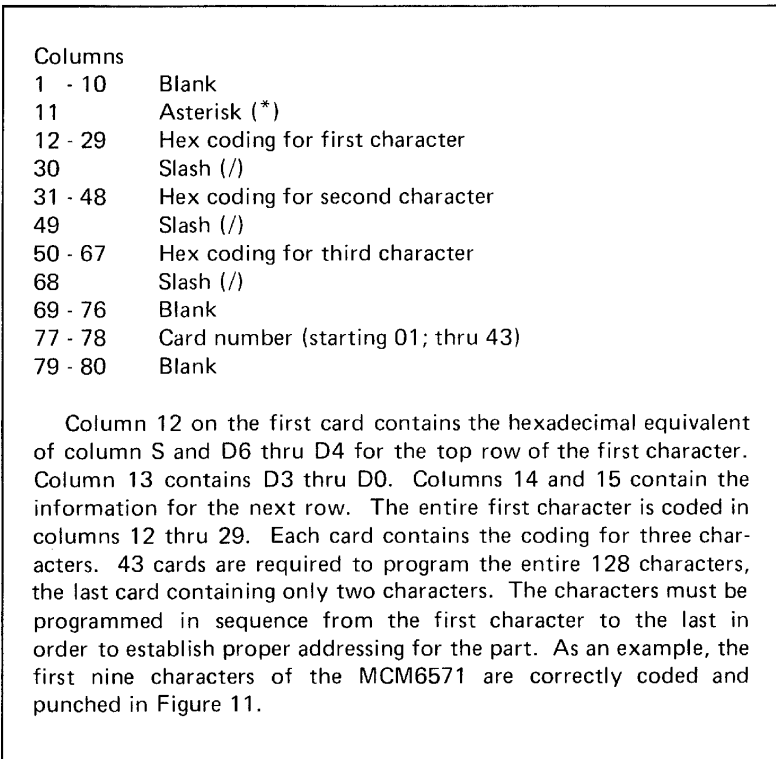 Columns
1 - 10 Blank
11 Asterisk (*)
12 - 29 Hex coding for first character
30 Slash (/)
31 - 48 Hex coding for second character
49 Slash (/)
50 - 67 Hex coding for third character
68 Slash (/)
69 - 76 Blank
77 - 78 Card number (starting 01; thru 43)
79 - 80 Blank
Column 12 on the first card contains the hexadecimal equivalent
of column S and D6 thru D4 for the top row of the first character.
Column 13 contains D3 thru D0. Columns 14 and 15 contain the
information for the next row. The entire first character is coded in
columns 12 thru 29. Each card contains the coding for three char-
acters. 43 cards are required to program the entire 128 characters,
the last card containing only two characters. The characters must be
programmed in sequence from the first character to the last in
order to establish proper addressing for the part. As an example, the
first nine characters of the MCM6571 are correctly coded and
punched in Figure 11.